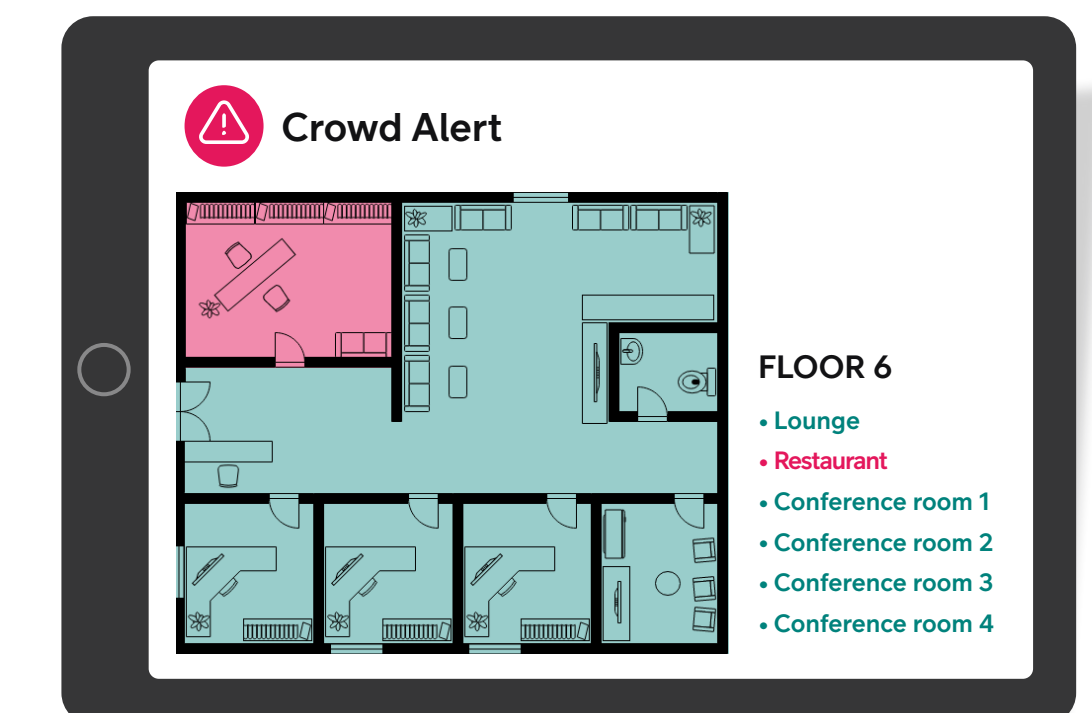 Crowd Alert
FLOOR 6
• Lounge
• Restaurant
• Conference room 1
• Conference room 2
• Conference room 3
• Conference room 4